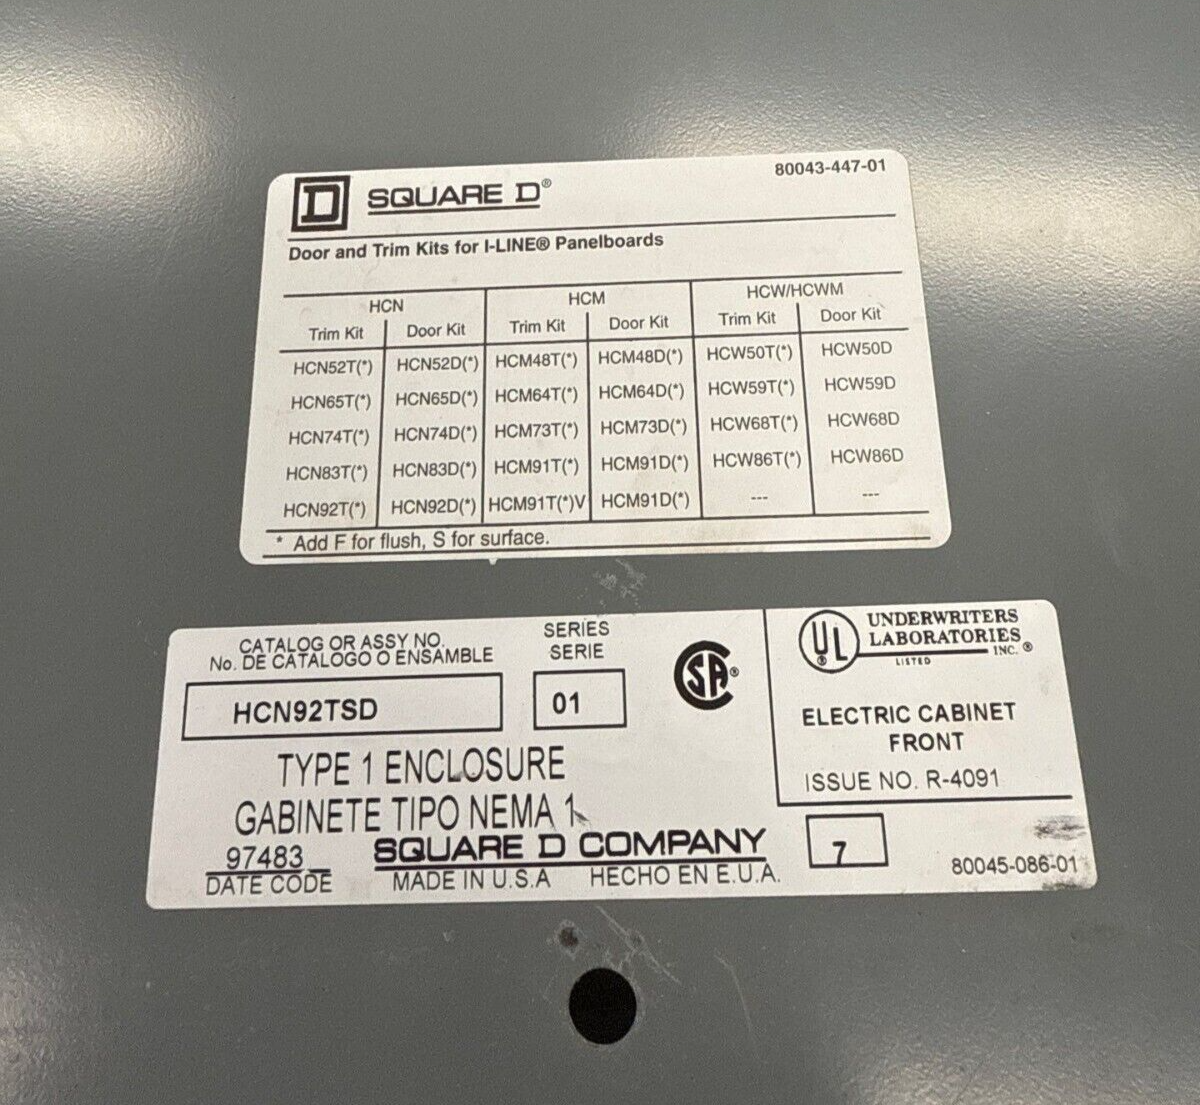 D SQUARE D® 80043-447-01
Door and Trim Kits for I-LINE® Panelboards
HCN HCM HCW/HCWM
Trim Kit Door Kit Trim Kit Door Kit Trim Kit Door Kit
HCN52T(*) HCN52D(*) HCM48T(*) HCM48D(*) HCW50T(*) HCW50D
HCN65T(*) HCN65D(*) HCM64T(*) HCM64D(*) HCW59T(*) HCW59D
HCN74T(*) HCN74D(*) HCM73T(*) HCM73D(*) HCW68T(*) HCW68D
HCN83T(*) HCN83D(*) HCM91T(*) HCM91D(*) HCW86T(*) HCW86D
HCN92T(*) HCN92D(*) HCM91T(*)V HCM91D(*) --- ---
* Add F for flush, S for surface.
CATALOG OR ASSY NO.
No. DE CATALOGO O ENSAMBLE
HCN92TSD
SERIES
SERIE
01
SA®
TYPE 1 ENCLOSURE
GABINETE TIPO NEMA 1
97483
DATE CODE
SQUARE D COMPANY
MADE IN U.S.A HECHO EN E.U.A.
UL®
UNDERWRITERS
LABORATORIES
INC. ®
LISTED
ELECTRIC CABINET
FRONT
ISSUE NO. R-4091
7
80045-086-01